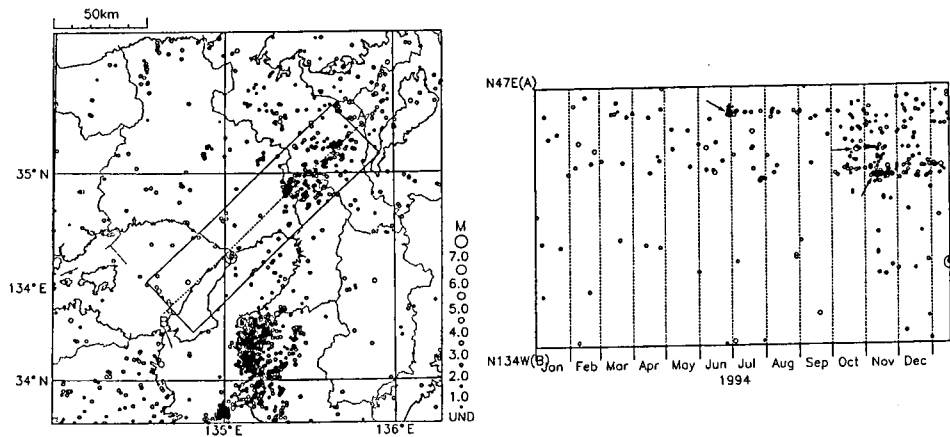 50km
35°N
134°E
34°N
135°E
136°E
A
B
M
7.0
6.0
5.0
4.0
3.0
2.0
1.0
UND
N47E(A)
N134W(B)
Jan Feb Mar Apr May Jun Jul Aug Sep Oct Nov Dec
1994